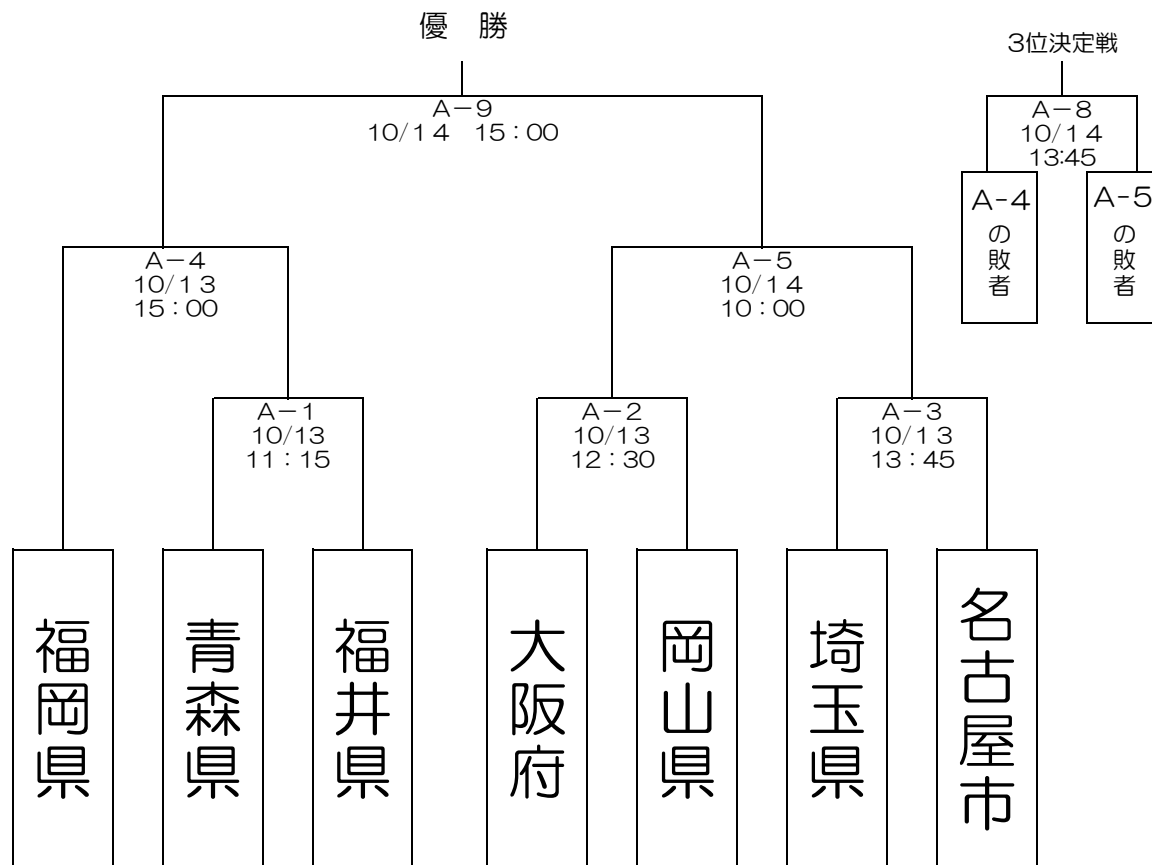 優　勝
3位決定戦
A－9
10/14　15：00
A－8
10/14
13:45
A-4の敗者
A-5の敗者
A－4
10/13
15：00
A－5
10/14
10：00
A－1
10/13
11：15
A－2
10/13
12：30
A－3
10/13
13：45
福岡県
青森県
福井県
大阪府
岡山県
埼玉県
名古屋市